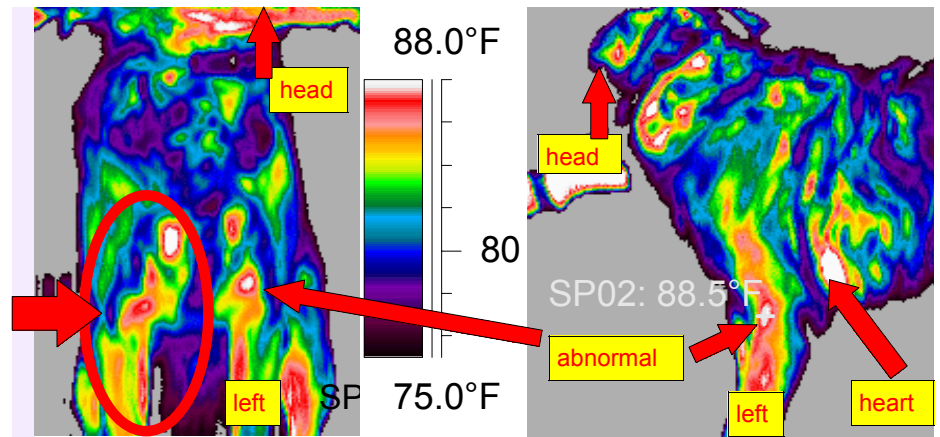 head
left
88.0°F
80
SP
75.0°F
head
SP02: 88.5°F
abnormal
left
heart